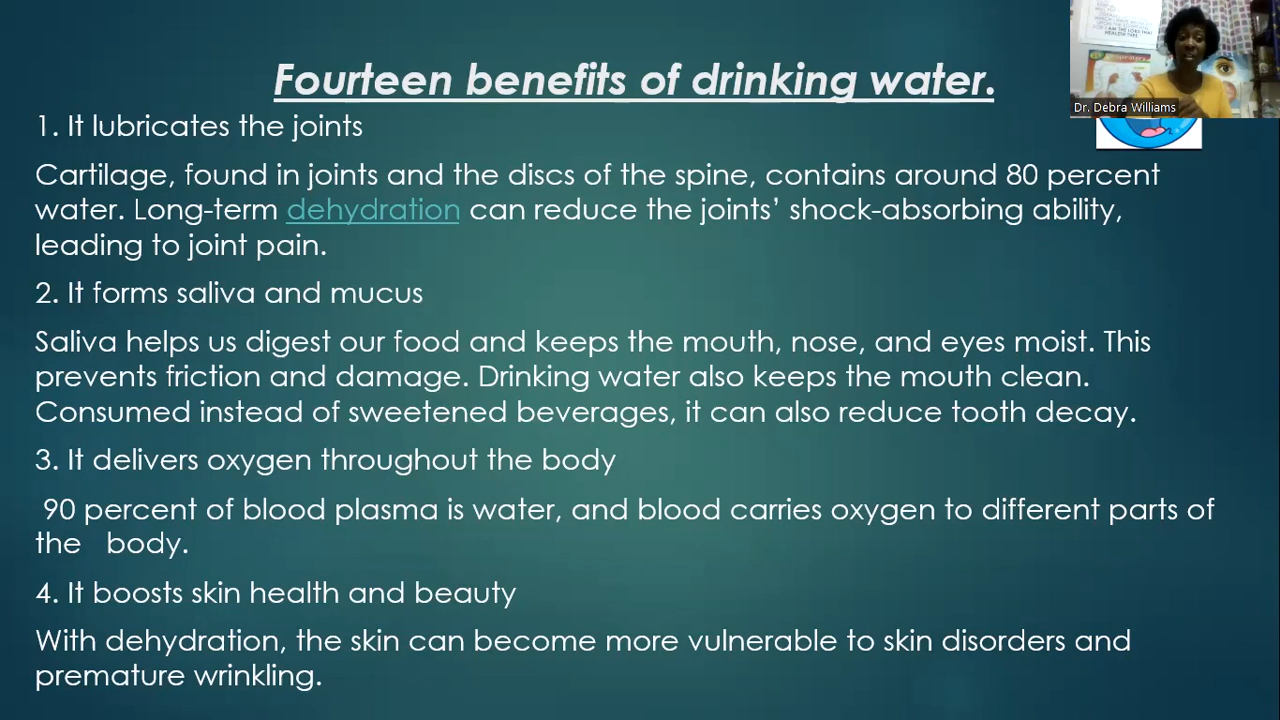 Fourteen benefits of drinking water.
Dr. Debra Williams
1. It lubricates the joints
Cartilage, found in joints and the discs of the spine, contains around 80 percent
water. Long-term dehydration can reduce the joints’ shock-absorbing ability,
leading to joint pain.
2. It forms saliva and mucus
Saliva helps us digest our food and keeps the mouth, nose, and eyes moist. This
prevents friction and damage. Drinking water also keeps the mouth clean.
Consumed instead of sweetened beverages, it can also reduce tooth decay.
3. It delivers oxygen throughout the body
90 percent of blood plasma is water, and blood carries oxygen to different parts of
the body.
4. It boosts skin health and beauty
With dehydration, the skin can become more vulnerable to skin disorders and
premature wrinkling.